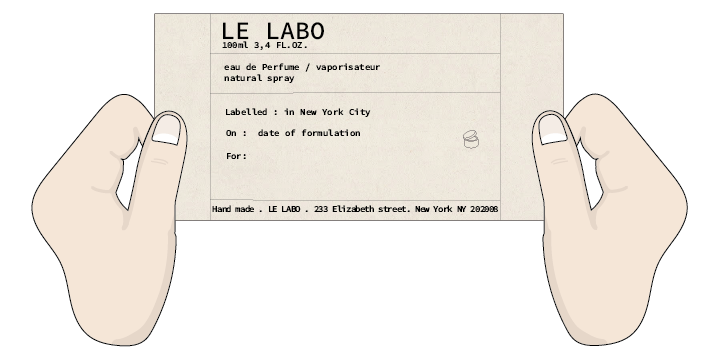 LE LABO
100ml 3,4 FL.OZ.
eau de Perfume / vaporisateur
natural spray
Labelled : in New York City
On : date of formulation
For:
Hand made . LE LABO . 233 Elizabeth street. New York NY 202008